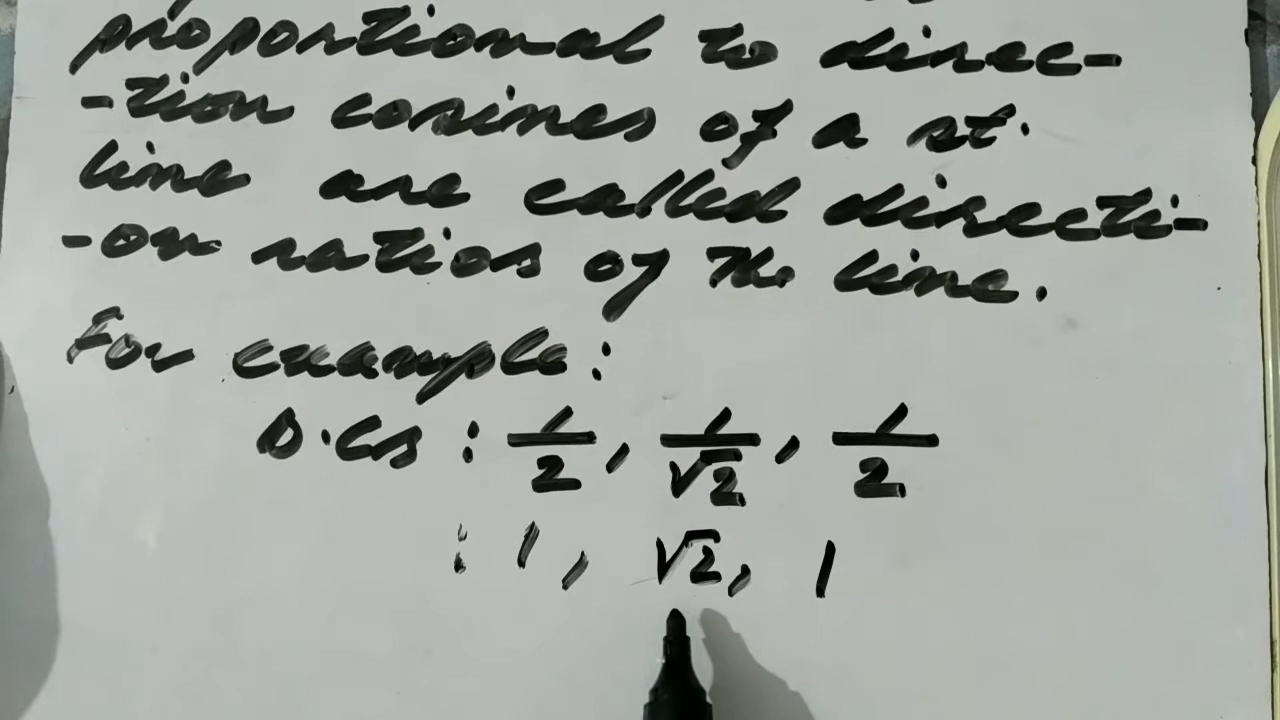 proportional to direc-
-tion cosines of a st.
line are called directi-
-on ratios of the line.
For example:
D.Cs : 1/2, 1/√2, 1/2
: 1, √2, 1